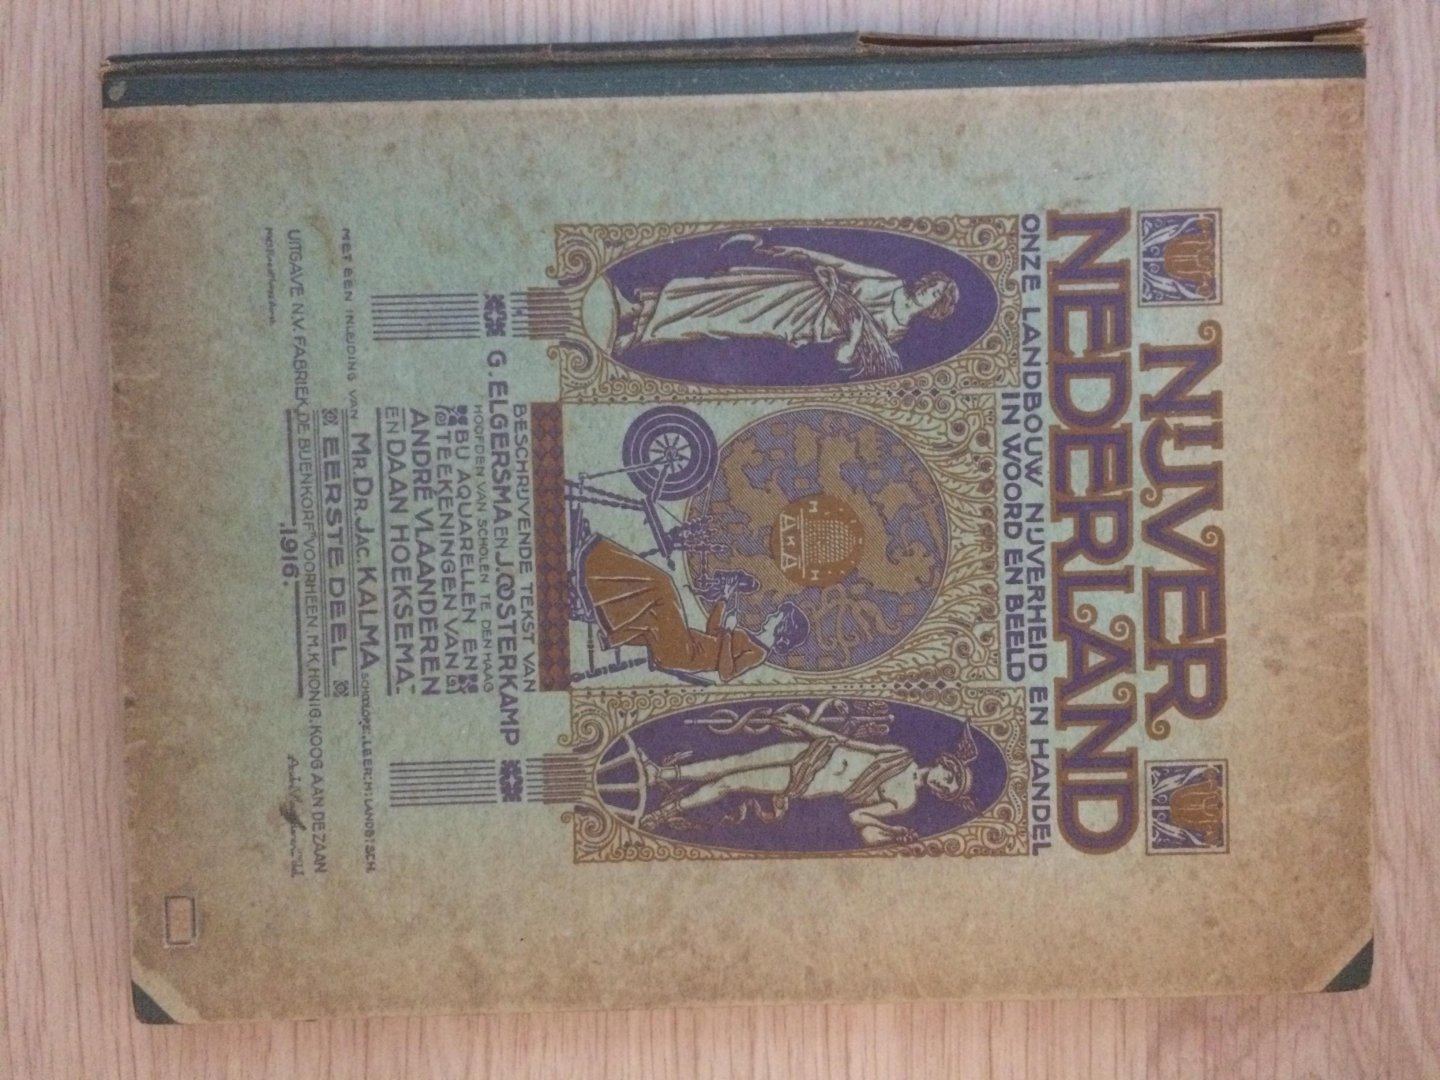 NIJVER
NEDERLAND
ONZE LANDBOUW NIJVERHEID EN HANDEL
IN WOORD EN BEELD
BESCHRIJVENDE TEKST VAN
G. ELGERSMA EN J. OOSTERKAMP
HOOFDEN VAN SCHOLEN TE DEN HAAG
BIJ AQUARELLEN EN
TEEKENINGEN VAN
ANDRÉ VLAANDEREN
EN DAAN HOEKSEMA.
MET EEN INLEIDING VAN MR. DR. JAC. KALMA
EERSTE DEEL.
UITGAVE N.V. FABRIEK „DE BIJENKORF” VOORHEEN M.K. HONIG. KOOG AAN DE ZAAN
1916.